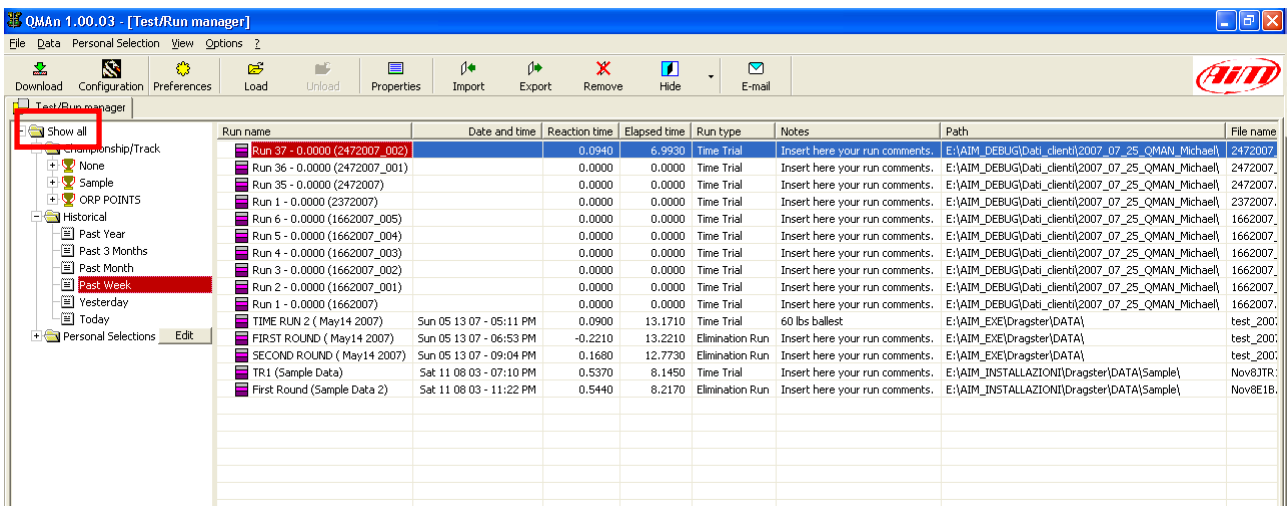 QMAn 1.00.03 - [Test/Run manager]
File Data Personal Selection View Options ?
Download Configuration Preferences Load Unload Properties Import Export Remove Hide E-mail
AiM
Test/Run manager
Show all
Championship/Track
None
Sample
ORP POINTS
Historical
Past Year
Past 3 Months
Past Month
Past Week
Yesterday
Today
Personal Selections Edit
Run name Date and time Reaction time Elapsed time Run type Notes Path File name
Run 37 - 0.0000 (2472007_002) 0.0940 6.9930 Time Trial Insert here your run comments. E:\AIM_DEBUG\Dati_clienti\2007_07_25_QMAN_Michael\ 2472007_
Run 36 - 0.0000 (2472007_001) 0.0000 0.0000 Time Trial Insert here your run comments. E:\AIM_DEBUG\Dati_clienti\2007_07_25_QMAN_Michael\ 2472007_
Run 35 - 0.0000 (2472007) 0.0000 0.0000 Time Trial Insert here your run comments. E:\AIM_DEBUG\Dati_clienti\2007_07_25_QMAN_Michael\ 2472007.
Run 1 - 0.0000 (2372007) 0.0000 0.0000 Time Trial Insert here your run comments. E:\AIM_DEBUG\Dati_clienti\2007_07_25_QMAN_Michael\ 2372007.
Run 6 - 0.0000 (1662007_005) 0.0000 0.0000 Time Trial Insert here your run comments. E:\AIM_DEBUG\Dati_clienti\2007_07_25_QMAN_Michael\ 1662007_
Run 5 - 0.0000 (1662007_004) 0.0000 0.0000 Time Trial Insert here your run comments. E:\AIM_DEBUG\Dati_clienti\2007_07_25_QMAN_Michael\ 1662007_
Run 4 - 0.0000 (1662007_003) 0.0000 0.0000 Time Trial Insert here your run comments. E:\AIM_DEBUG\Dati_clienti\2007_07_25_QMAN_Michael\ 1662007_
Run 3 - 0.0000 (1662007_002) 0.0000 0.0000 Time Trial Insert here your run comments. E:\AIM_DEBUG\Dati_clienti\2007_07_25_QMAN_Michael\ 1662007_
Run 2 - 0.0000 (1662007_001) 0.0000 0.0000 Time Trial Insert here your run comments. E:\AIM_DEBUG\Dati_clienti\2007_07_25_QMAN_Michael\ 1662007_
Run 1 - 0.0000 (1662007) 0.0000 0.0000 Time Trial Insert here your run comments. E:\AIM_DEBUG\Dati_clienti\2007_07_25_QMAN_Michael\ 1662007.
TIME RUN 2 ( May14 2007) Sun 05 13 07 - 05:11 PM 0.0900 13.1710 Time Trial 60 lbs ballest E:\AIM_EXE\Dragster\DATA\ test_200
FIRST ROUND ( May14 2007) Sun 05 13 07 - 06:53 PM -0.2210 13.2210 Elimination Run Insert here your run comments. E:\AIM_EXE\Dragster\DATA\ test_200
SECOND ROUND ( May14 2007) Sun 05 13 07 - 09:04 PM 0.1680 12.7730 Elimination Run Insert here your run comments. E:\AIM_EXE\Dragster\DATA\ test_200
TR1 (Sample Data) Sat 11 08 03 - 07:10 PM 0.5370 8.1450 Time Trial Insert here your run comments. E:\AIM_INSTALLAZIONI\Dragster\DATA\Sample\ Nov8JTR
First Round (Sample Data 2) Sat 11 08 03 - 11:22 PM 0.5440 8.2170 Elimination Run Insert here your run comments. E:\AIM_INSTALLAZIONI\Dragster\DATA\Sample\ Nov8E1B.